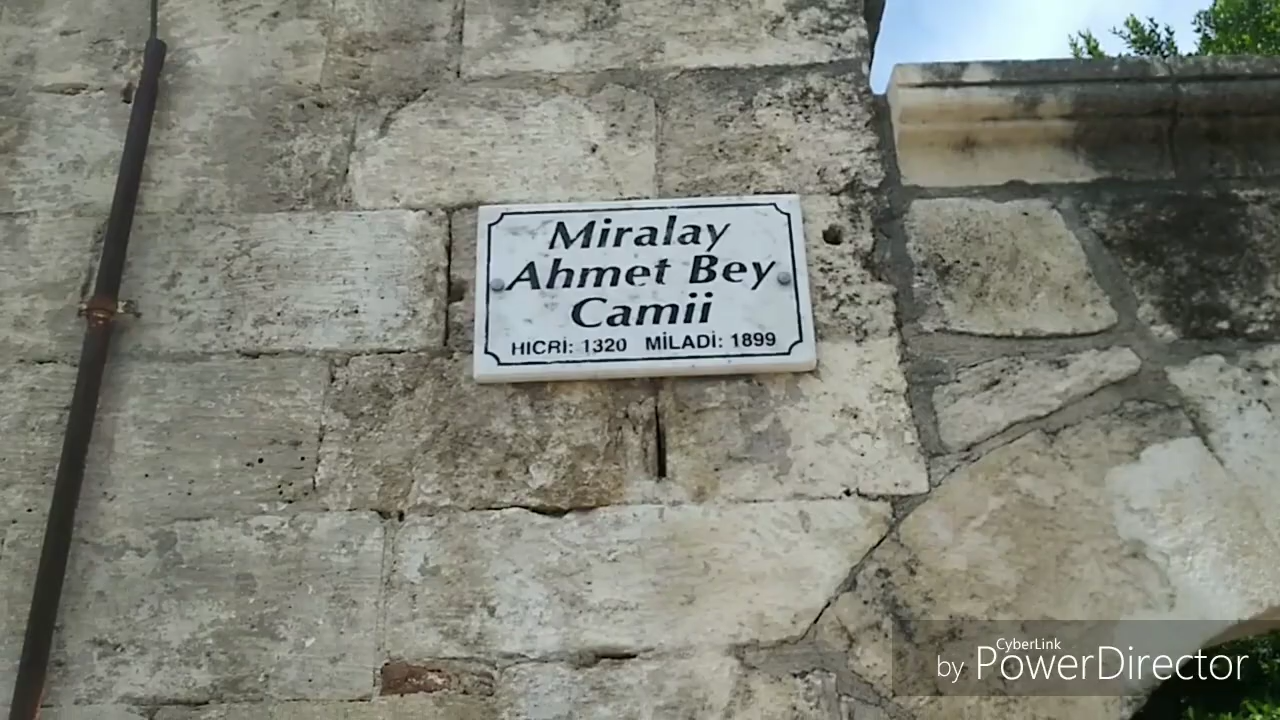 Miralay
Ahmet Bey
Camii
HICRİ: 1320 MİLADİ: 1899
CyberLink
by PowerDirector